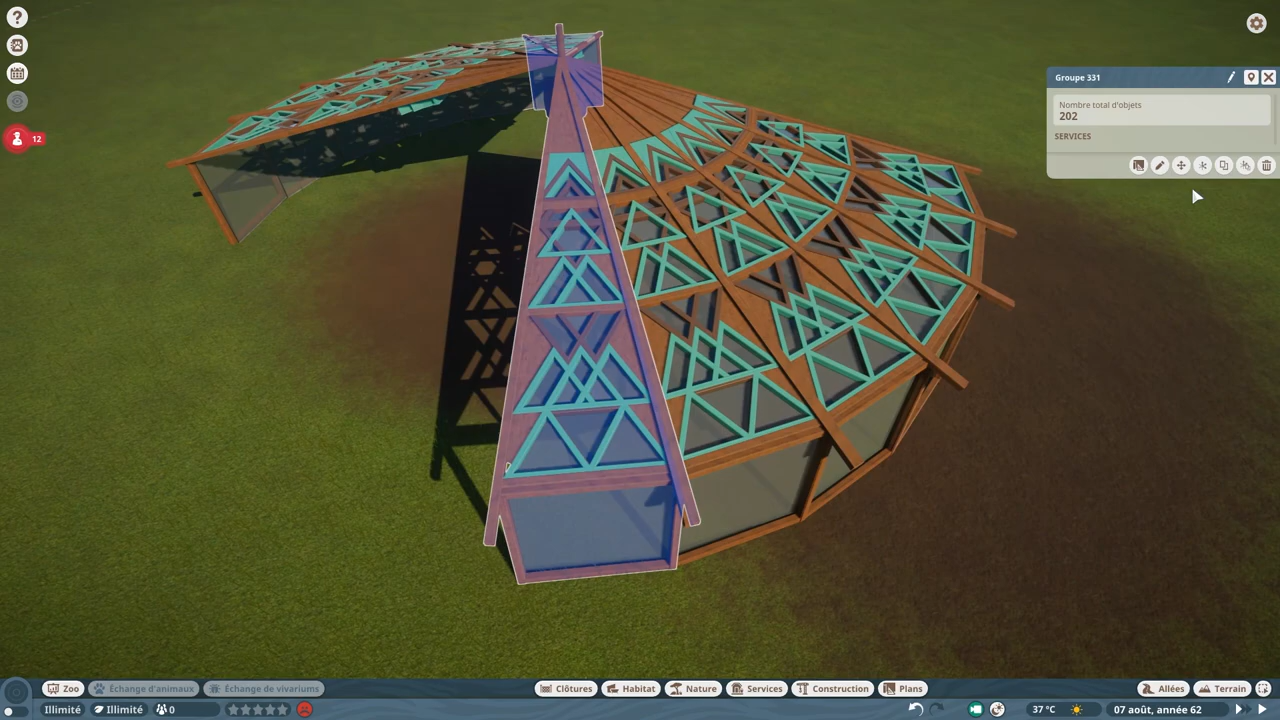 ?
12
Groupe 331
Nombre total d'objets
202
SERVICES
Zoo
Échange d'animaux
Échange de vivariums
Clôtures
Habitat
Nature
Services
Construction
Plans
Allées
Terrain
Illimité
Illimité
0
37 °C
07 août, année 62